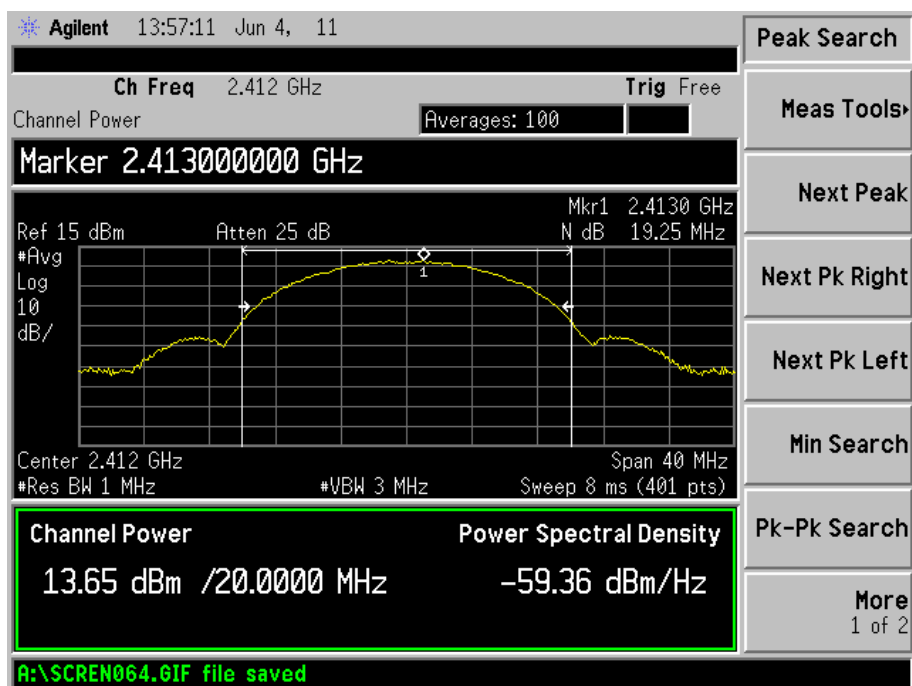 Agilent 13:57:11 Jun 4, 11
Peak Search
Ch Freq 2.412 GHz Trig Free
Channel Power Averages: 100
Meas Tools
Marker 2.413000000 GHz
Mkr1 2.4130 GHz
Ref 15 dBm Atten 25 dB N dB 19.25 MHz
Next Peak
#Avg
Log
10
dB/
1
Next Pk Right
Next Pk Left
Center 2.412 GHz Span 40 MHz
#Res BW 1 MHz #VBW 3 MHz Sweep 8 ms (401 pts)
Min Search
Channel Power Power Spectral Density
13.65 dBm /20.0000 MHz -59.36 dBm/Hz
Pk-Pk Search
More
1 of 2
A:\SCREN064.GIF file saved